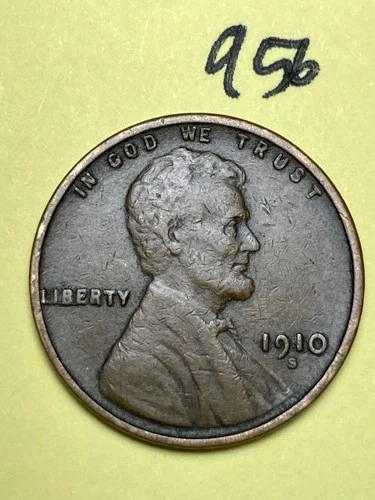 956
IN GOD WE TRUST
LIBERTY
1910
S